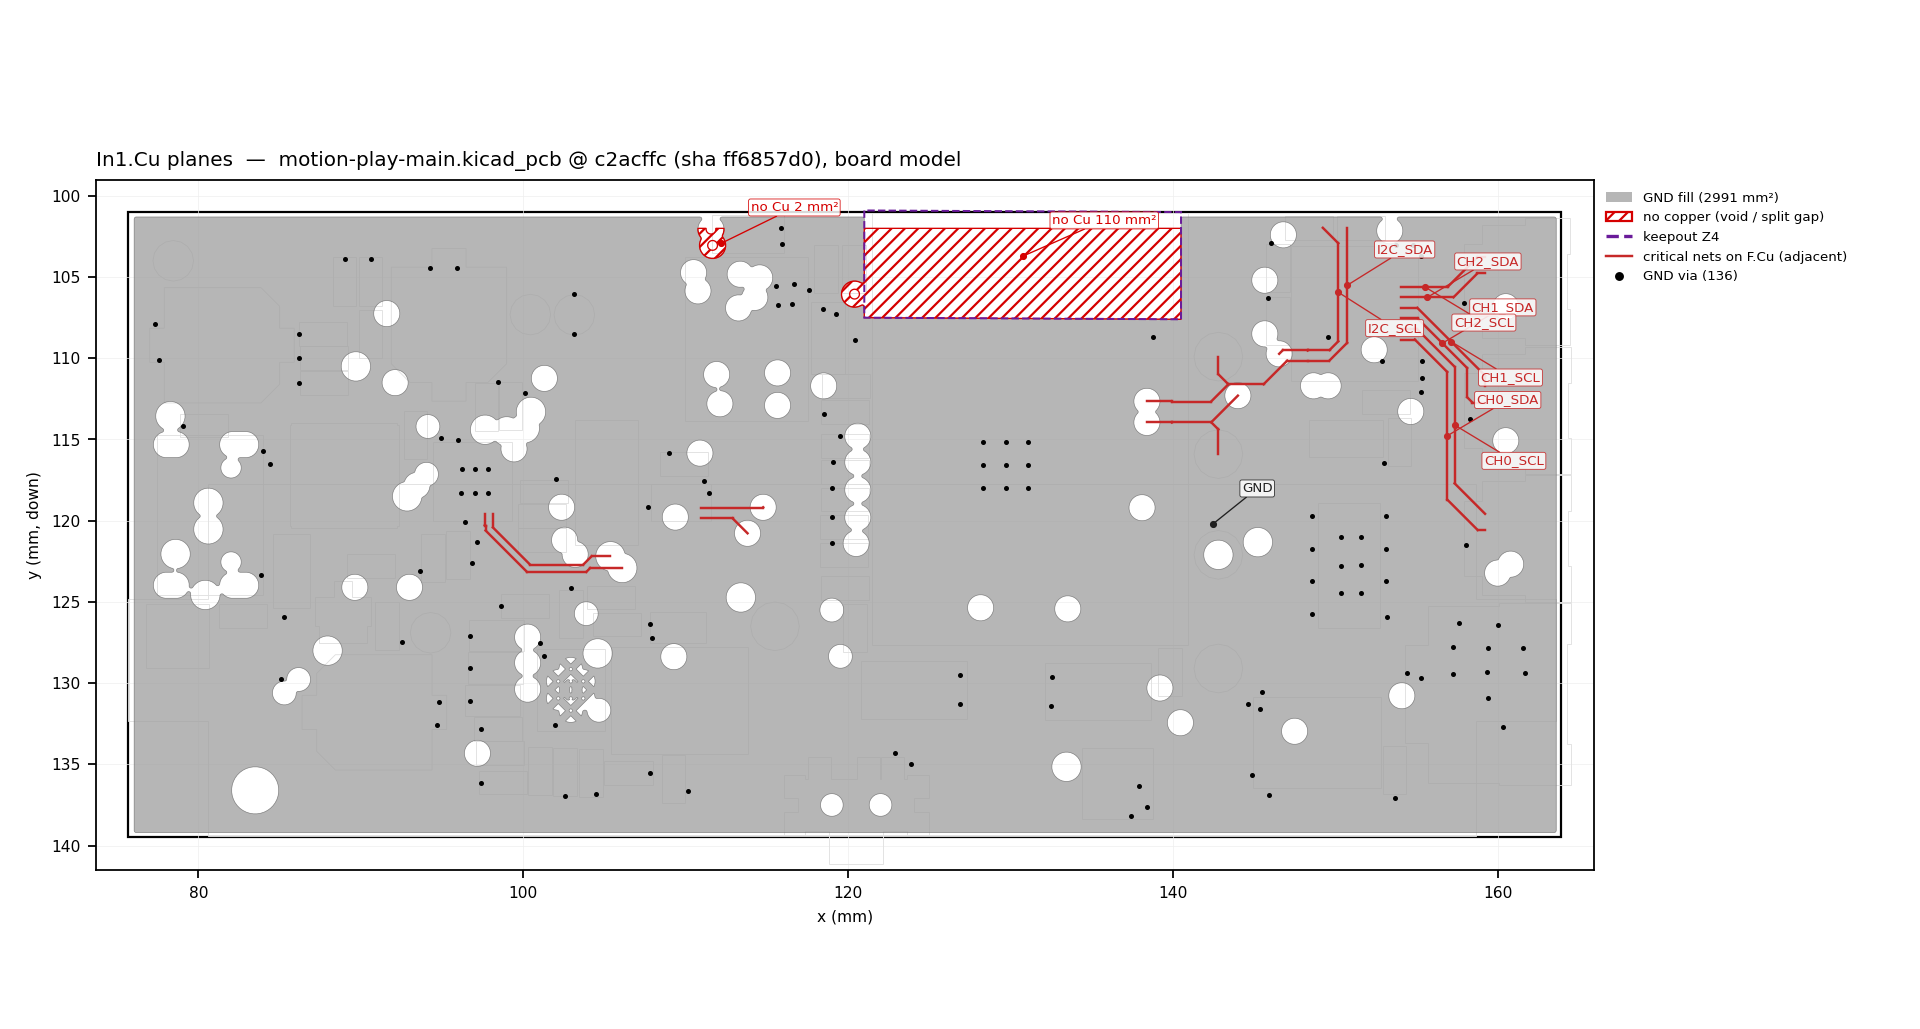 In1.Cu planes — motion-play-main.kicad_pcb @ c2acffc (sha ff6857d0), board model
GND fill (2991 mm²)
no copper (void / split gap)
keepout Z4
critical nets on F.Cu (adjacent)
GND via (136)
no Cu 2 mm²
no Cu 110 mm²
I2C_SDA
CH2_SDA
CH1_SDA
CH2_SCL
I2C_SCL
CH1_SCL
CH0_SDA
CH0_SCL
GND
100
105
110
115
120
125
130
135
140
y (mm, down)
80
100
120
140
160
x (mm)